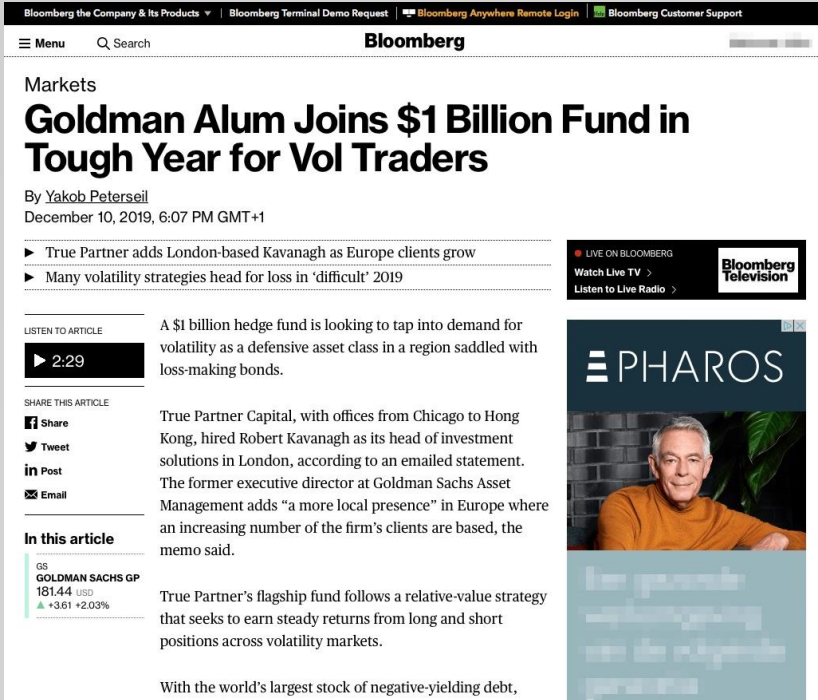 Bloomberg the Company & Its Products
Bloomberg Terminal Demo Request
Bloomberg Anywhere Remote Login
Bloomberg Customer Support
Menu
Search
Bloomberg
Markets
Goldman Alum Joins $1 Billion Fund in
Tough Year for Vol Traders
By Yakob Peterseil
December 10, 2019, 6:07 PM GMT+1
True Partner adds London-based Kavanagh as Europe clients grow
Many volatility strategies head for loss in ‘difficult’ 2019
LISTEN TO ARTICLE
2:29
SHARE THIS ARTICLE
Share
Tweet
Post
Email
In this article
GS
GOLDMAN SACHS GP
181.44 USD
+3.61 +2.03%
A $1 billion hedge fund is looking to tap into demand for
volatility as a defensive asset class in a region saddled with
loss-making bonds.
True Partner Capital, with offices from Chicago to Hong
Kong, hired Robert Kavanagh as its head of investment
solutions in London, according to an emailed statement.
The former executive director at Goldman Sachs Asset
Management adds “a more local presence” in Europe where
an increasing number of the firm’s clients are based, the
memo said.
True Partner’s flagship fund follows a relative-value strategy
that seeks to earn steady returns from long and short
positions across volatility markets.
With the world’s largest stock of negative-yielding debt,
LIVE ON BLOOMBERG
Watch Live TV
Listen to Live Radio
Bloomberg
Television
PHAROS